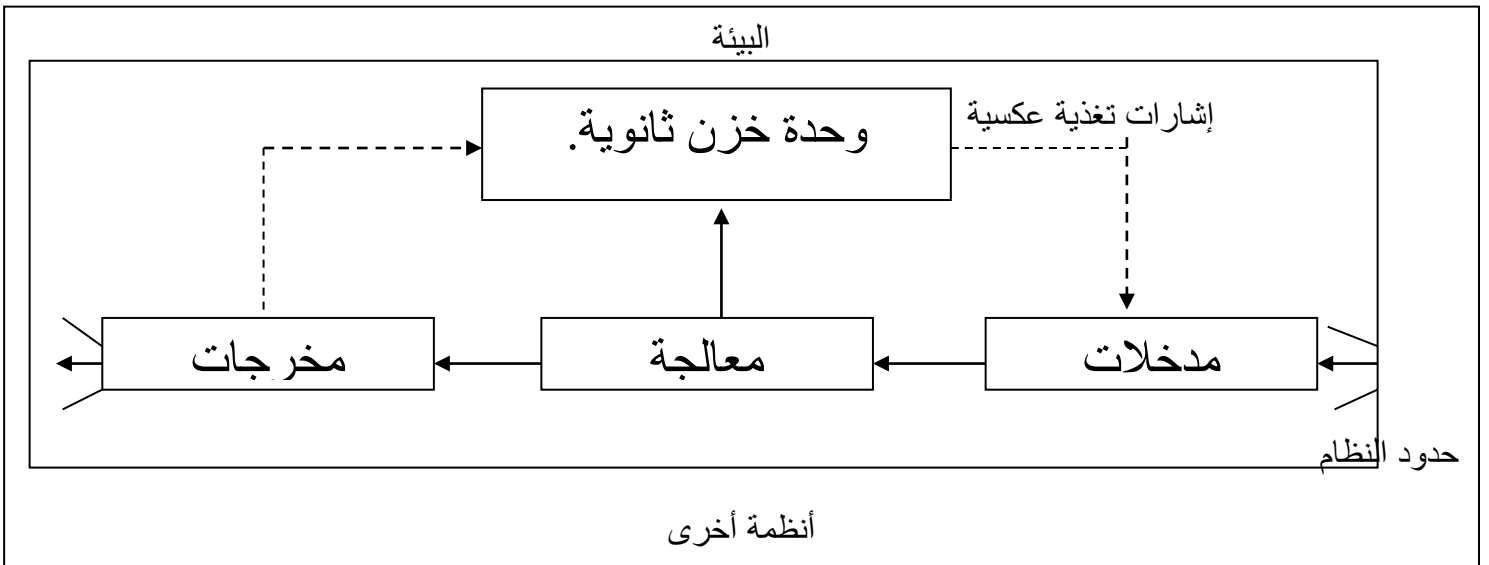 البيئة
إشارات تغذية عكسية
وحدة خزن ثانوية.
مدخلات
معالجة
مخرجات
حدود النظام
أنظمة أخرى